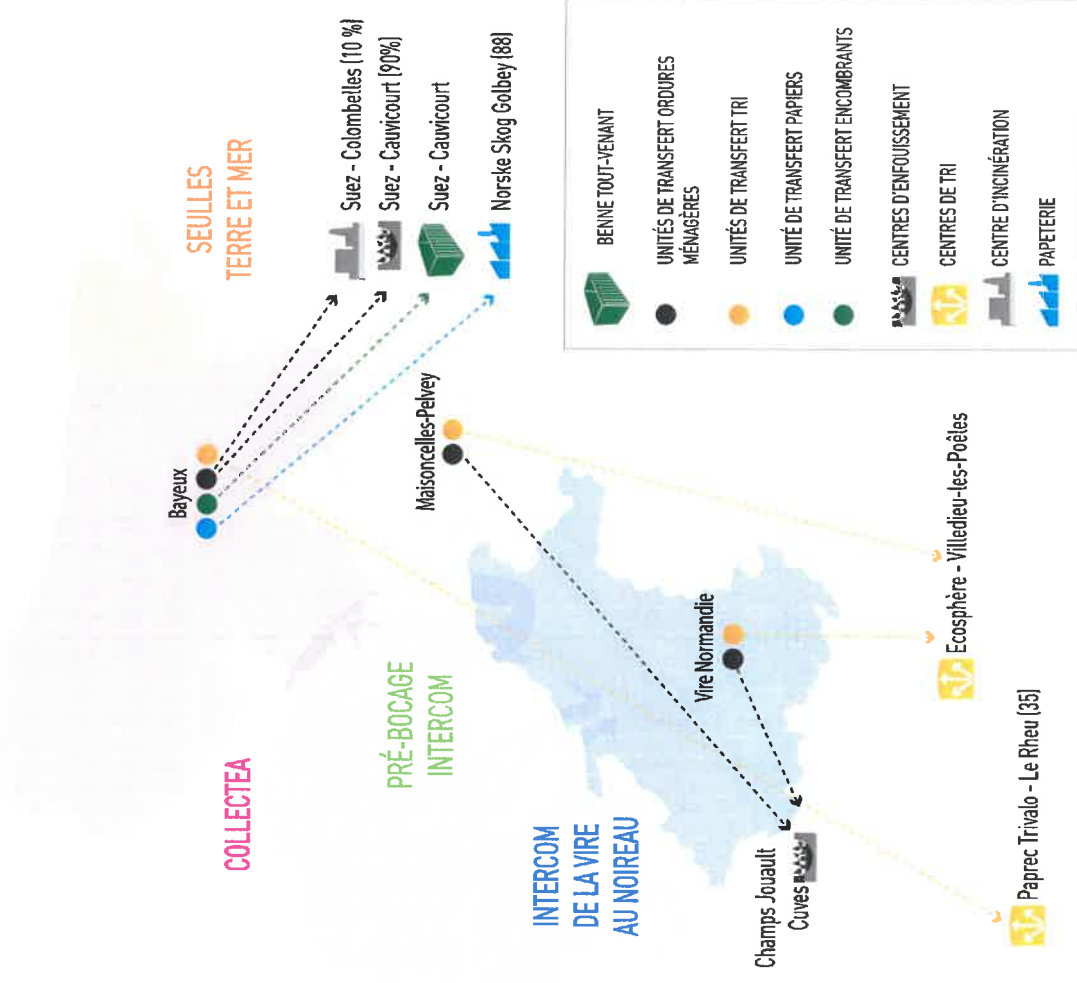 SEULLES
TERRE ET MER
Suez - Colombelles (10 %)
Suez - Cauvicourt (90%)
Suez - Cauvicourt
Norske Skog Golbey (88)
Bayeux
Maisoncelles-Pelvey
COLLECTEA
PRÉ-BOCAGE
INTERCOM
INTERCOM
DE LA VIRE
AU NOIREAU
Vire Normandie
Champs Jouault
Cuves
Ecosphère - Villedieu-les-Poêles
Paprec Trivalo - Le Rheu (35)
BENNE TOUT-VENANT
UNITÉS DE TRANSFERT ORDURES
MÉNAGÈRES
UNITÉS DE TRANSFERT TRI
UNITÉ DE TRANSFERT PAPIERS
UNITÉ DE TRANSFERT ENCOMBRANTS
CENTRES D'ENFOUISSEMENT
CENTRES DE TRI
CENTRE D'INCINÉRATION
PAPETERIE